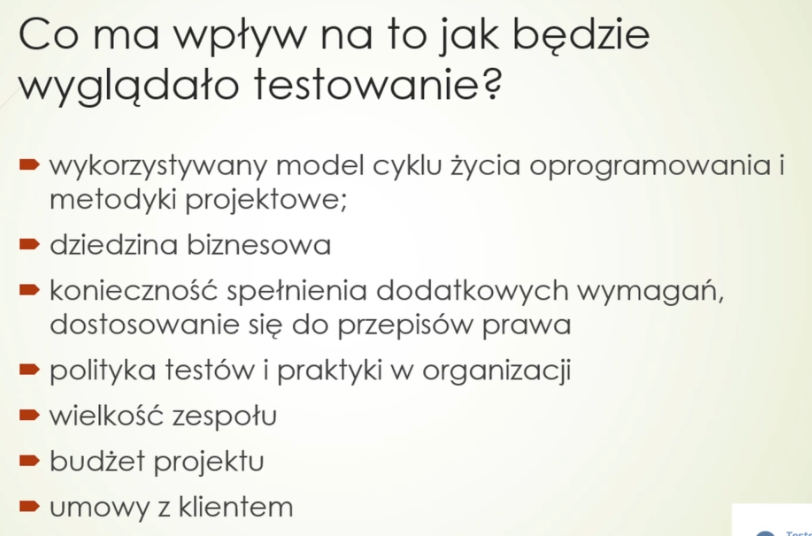 Co ma wpływ na to jak będzie
wyglądało testowanie?
wykorzystywany model cyklu życia oprogramowania i
metodyki projektowe;
dziedzina biznesowa
konieczność spełnienia dodatkowych wymagań,
dostosowanie się do przepisów prawa
polityka testów i praktyki w organizacji
wielkość zespołu
budżet projektu
umowy z klientem